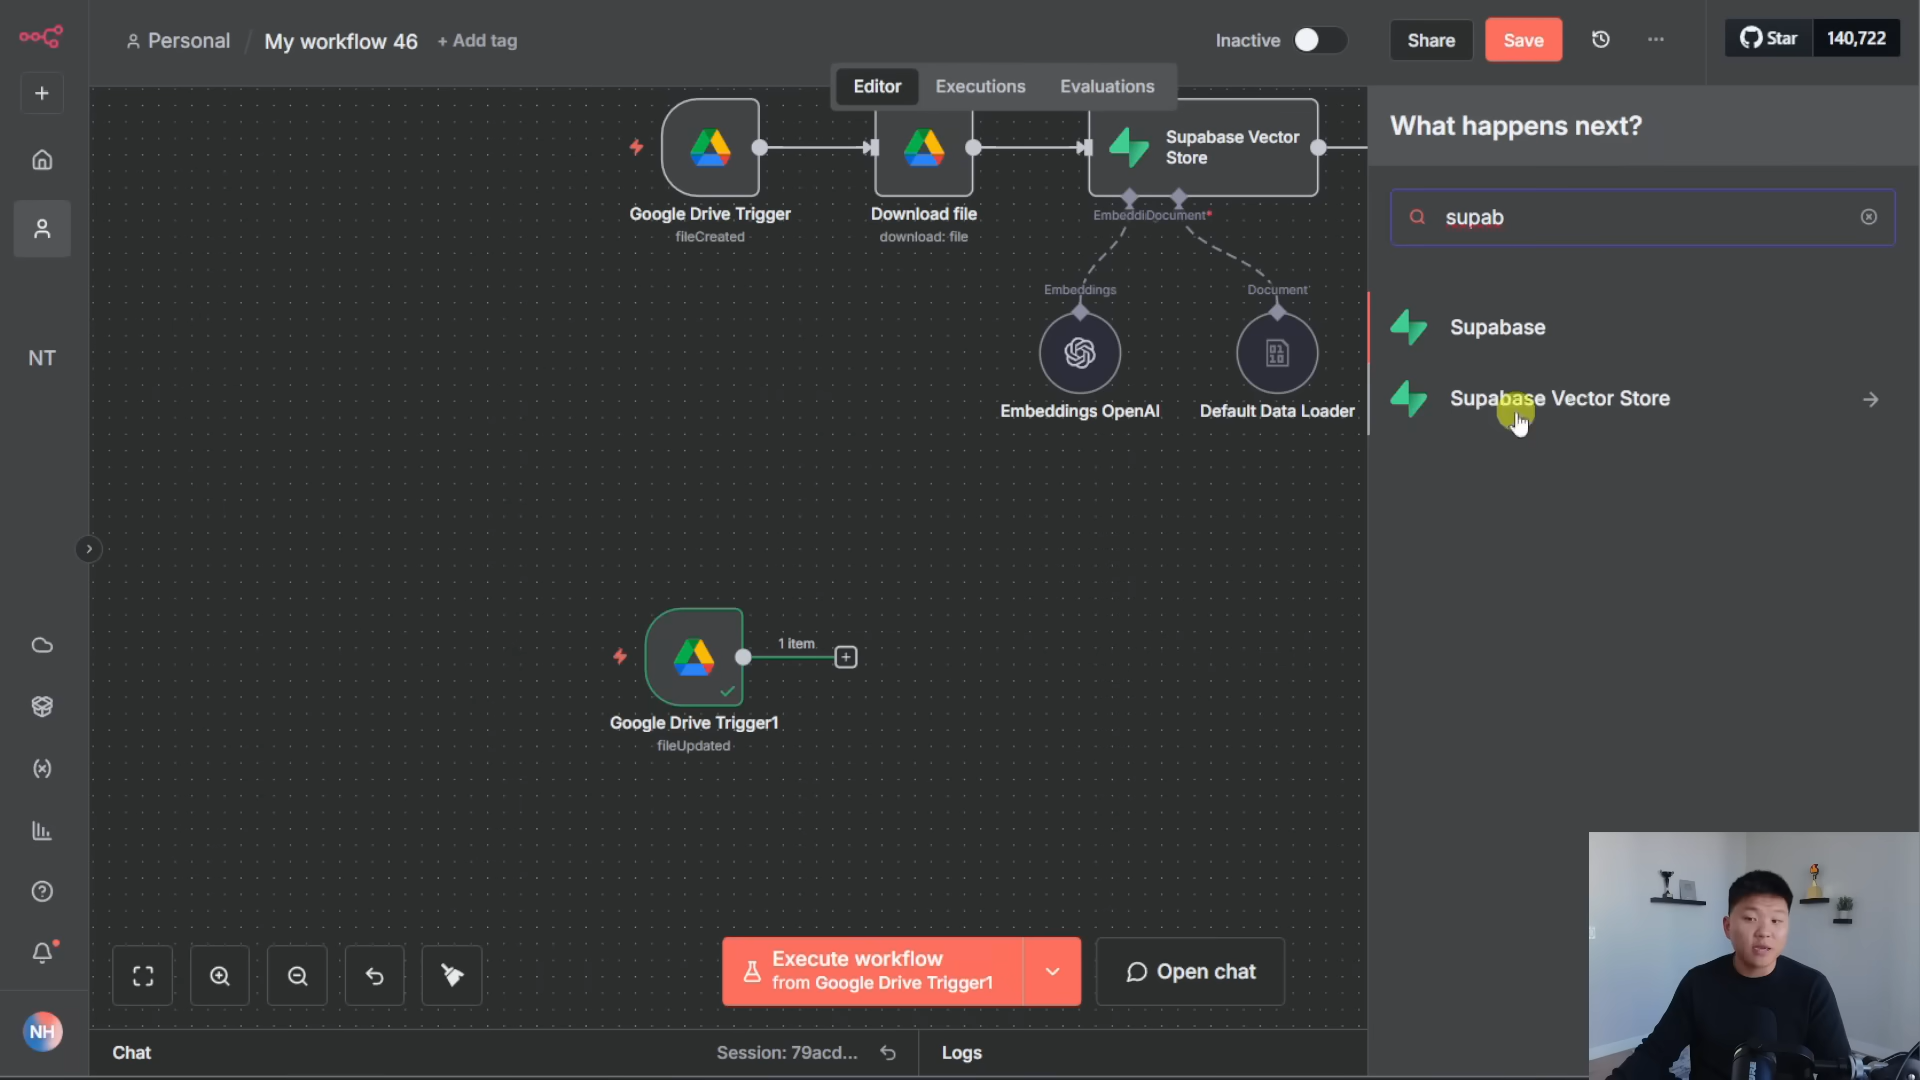 Personal / My workflow 46 + Add tag
Inactive
Share
Save
Star 140,722
Editor Executions Evaluations
What happens next?
supab
Supabase
Supabase Vector Store
Google Drive Trigger
fileCreated
Download file
download: file
Supabase Vector
Store
Document*
Embeddings
Document
Embeddings OpenAI
Default Data Loader
NT
1 item
Google Drive Trigger1
fileUpdated
Execute workflow
from Google Drive Trigger1
Open chat
NH
Chat
Session: 79acd...
Logs